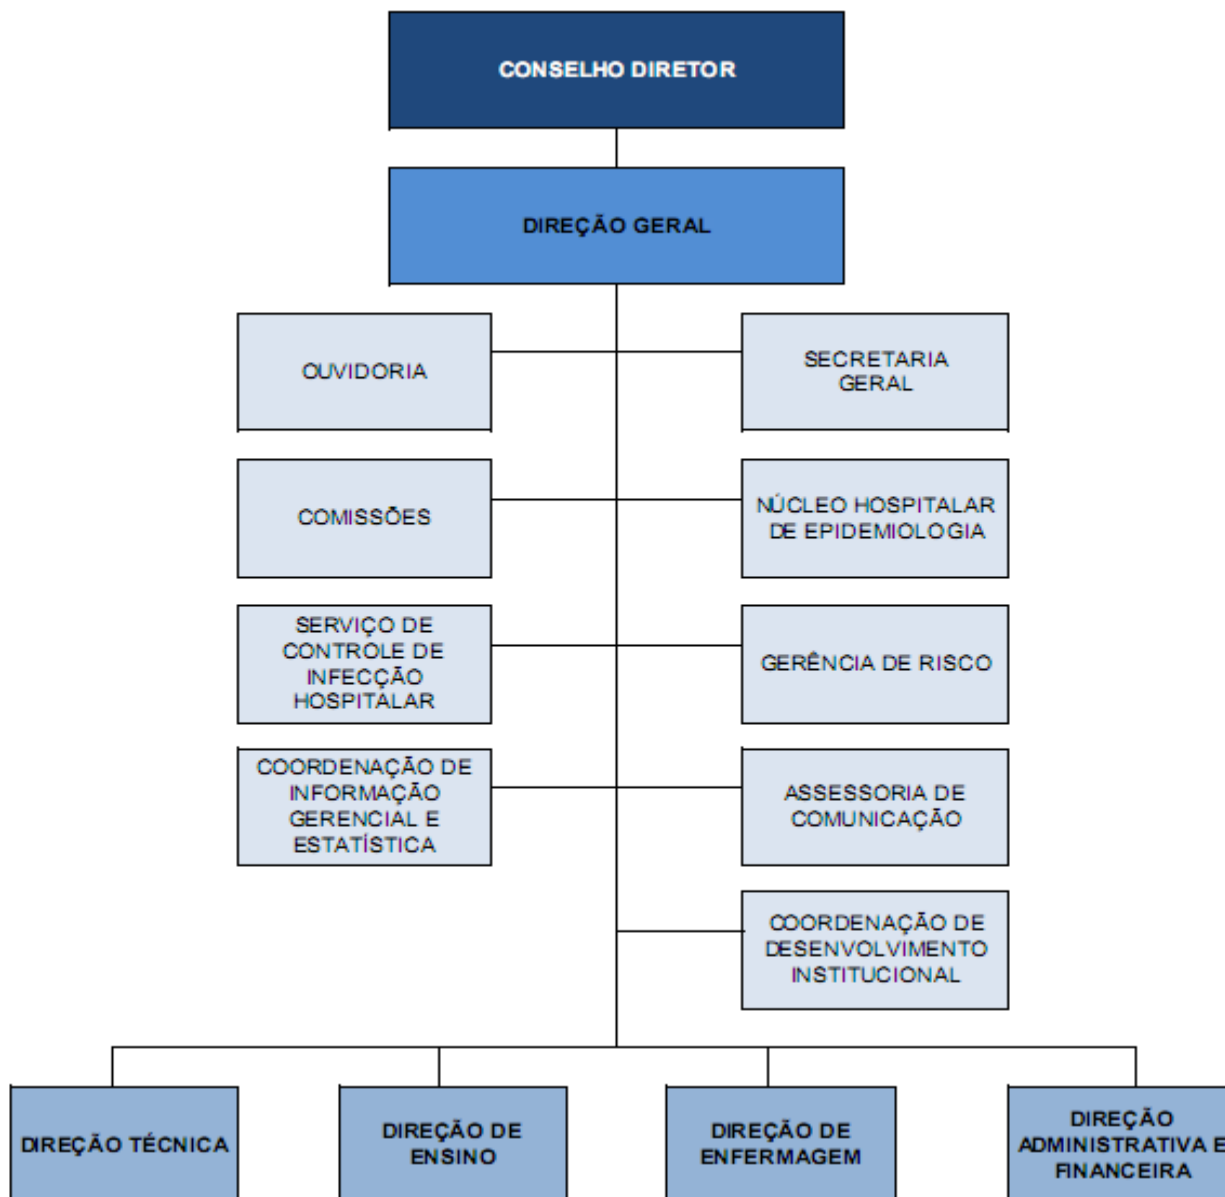 CONSELHO DIRETOR
DIREÇÃO GERAL
OUVIDORIA
SECRETARIA
GERAL
COMISSÕES
NÚCLEO HOSPITALAR
DE EPIDEMIOLOGIA
SERVIÇO DE
CONTROLE DE
INFECÇÃO
HOSPITALAR
GERÊNCIA DE RISCO
COORDENAÇÃO DE
INFORMAÇÃO
GERENCIAL E
ESTATÍSTICA
ASSESSORIA DE
COMUNICAÇÃO
COORDENAÇÃO DE
DESENVOLVIMENTO
INSTITUCIONAL
DIREÇÃO TÉCNICA
DIREÇÃO DE
ENSINO
DIREÇÃO DE
ENFERMAGEM
DIREÇÃO
ADMINISTRATIVA E
FINANCEIRA